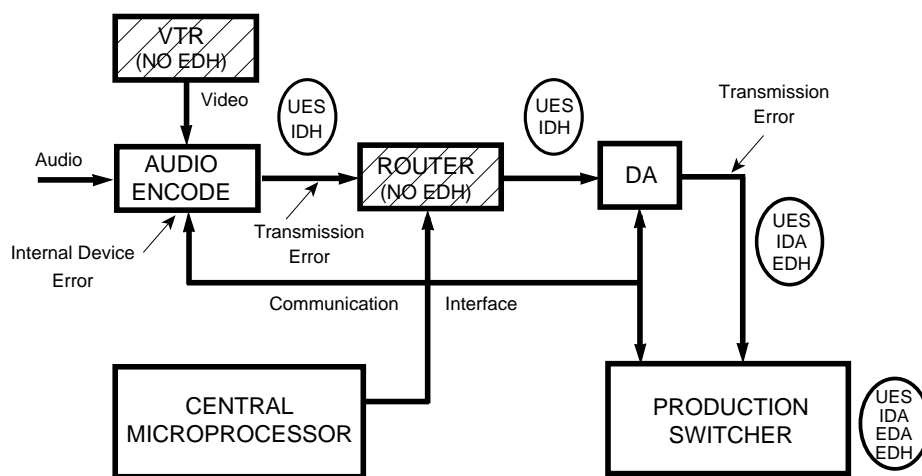 VTR
(NO EDH)
Video
UES
IDH
UES
IDH
Transmission
Error
Audio
AUDIO
ENCODE
ROUTER
(NO EDH)
DA
Internal Device
Error
Transmission
Error
UES
IDA
EDH
Communication
Interface
CENTRAL
MICROPROCESSOR
PRODUCTION
SWITCHER
UES
IDA
EDA
EDH